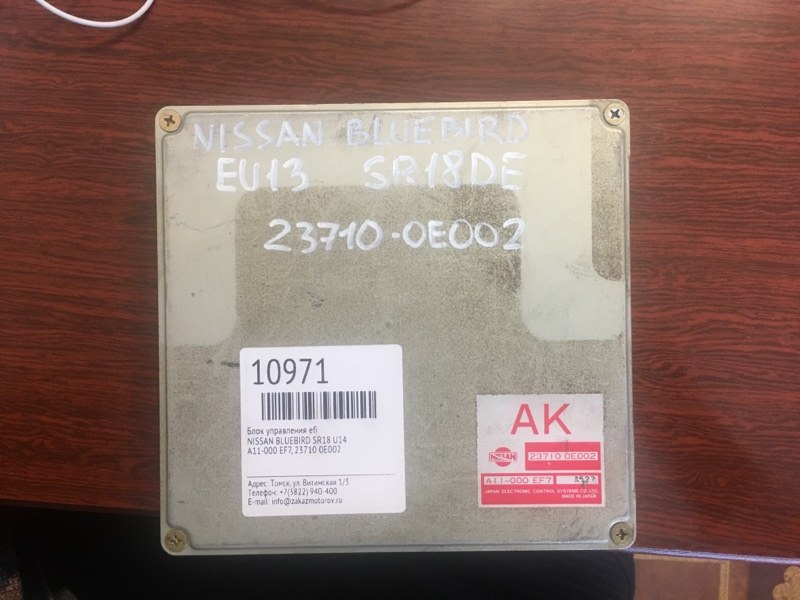 NISSAN BLUEBIRD
EU13 SR18DE
23710-0E002
10971
Блок управления efi
NISSAN BLUEBIRD SR18 U14
A11-000 EF7, 23710 0E002
Адрес: Томск, ул. Витимская 1/3
Телефон: +7(3822) 940-400
E-mail: info@zakazmotorov.ru
AK
NISSAN
23710 0E002
A11-000 EF7
JAPAN ELECTRONIC CONTROL SYSTEMS CO.,LTD.
MADE IN JAPAN